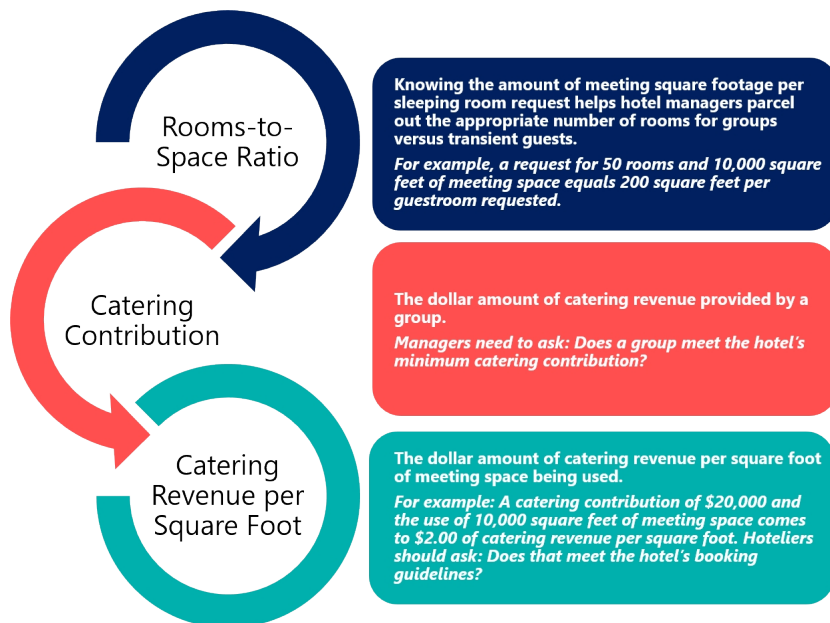 Rooms-to-
Space Ratio
Knowing the amount of meeting square footage per
sleeping room request helps hotel managers parcel
out the appropriate number of rooms for groups
versus transient guests.
For example, a request for 50 rooms and 10,000 square
feet of meeting space equals 200 square feet per
guestroom requested.
Catering
Contribution
The dollar amount of catering revenue provided by a
group.
Managers need to ask: Does a group meet the hotel’s
minimum catering contribution?
Catering
Revenue per
Square Foot
The dollar amount of catering revenue per square foot
of meeting space being used.
For example: A catering contribution of $20,000 and
the use of 10,000 square feet of meeting space comes
to $2.00 of catering revenue per square foot. Hoteliers
should ask: Does that meet the hotel’s booking
guidelines?